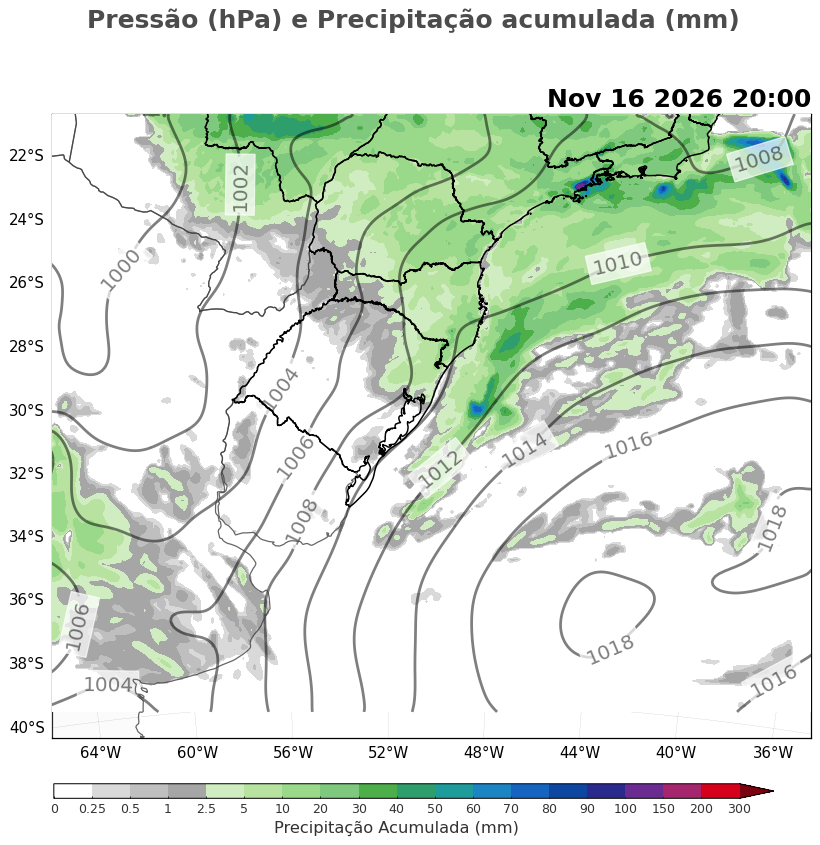 Pressão (hPa) e Precipitação acumulada (mm)
Nov 16 2026 20:00
22°S
24°S
26°S
28°S
30°S
32°S
34°S
36°S
38°S
40°S
1008
1002
1000
1010
1004
1006
1012
1014
1016
1008
1018
1006
1018
1004
1016
64°W 60°W 56°W 52°W 48°W 44°W 40°W 36°W
0 0.25 0.5 1 2.5 5 10 20 30 40 50 60 70 80 90 100 150 200 300
Precipitação Acumulada (mm)